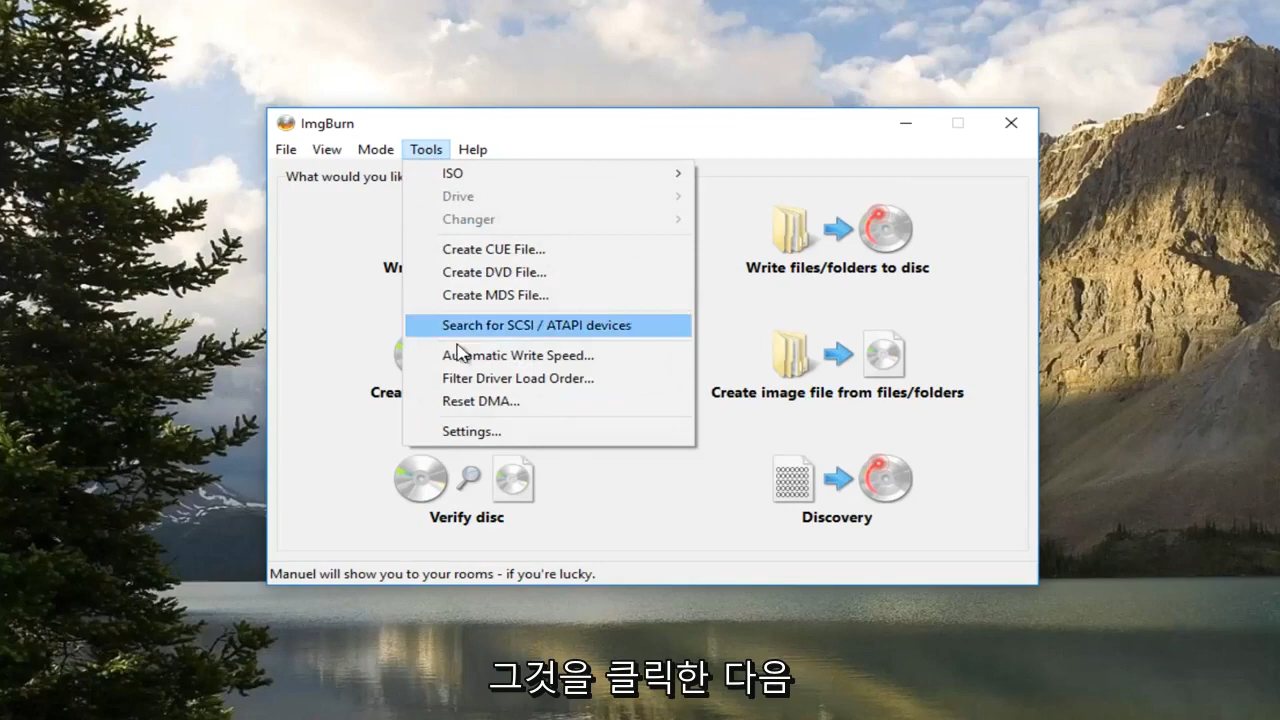 ImgBurn
File View Mode Tools Help
What would you lik
ISO
Drive
Changer
Create CUE File...
Create DVD File...
Create MDS File...
Search for SCSI / ATAPI devices
Automatic Write Speed...
Filter Driver Load Order...
Reset DMA...
Settings...
Wr
Write files/folders to disc
Crea
Create image file from files/folders
Verify disc
Discovery
Manuel will show you to your rooms - if you're lucky.
그것을 클릭한 다음